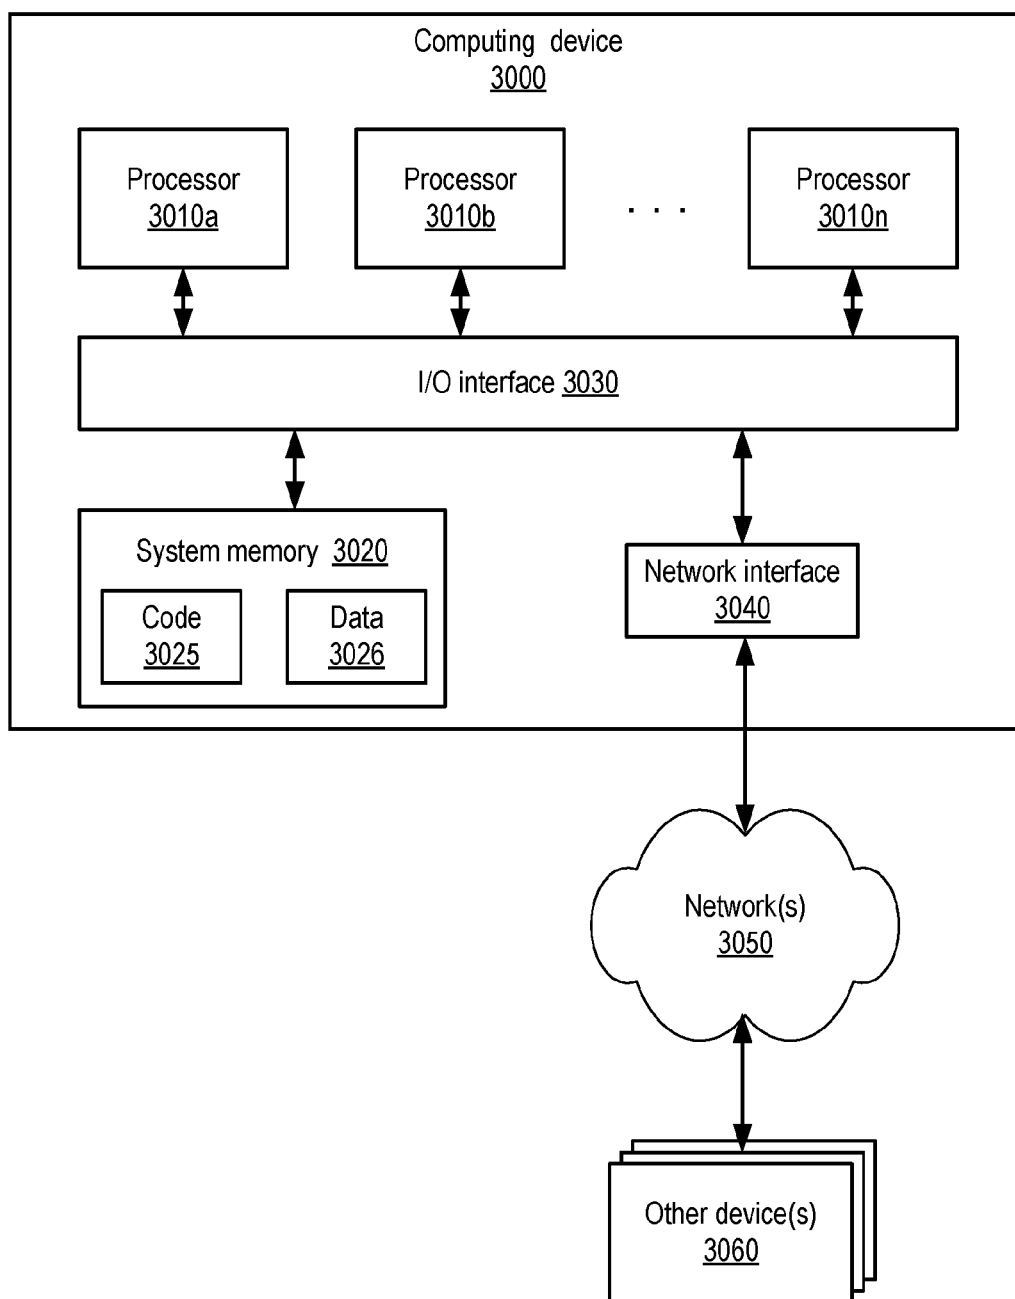 Computing device
3000
Processor
3010a
Processor
3010b
. . .
Processor
3010n
I/O interface 3030
System memory 3020
Code
3025
Data
3026
Network interface
3040
Network(s)
3050
Other device(s)
3060